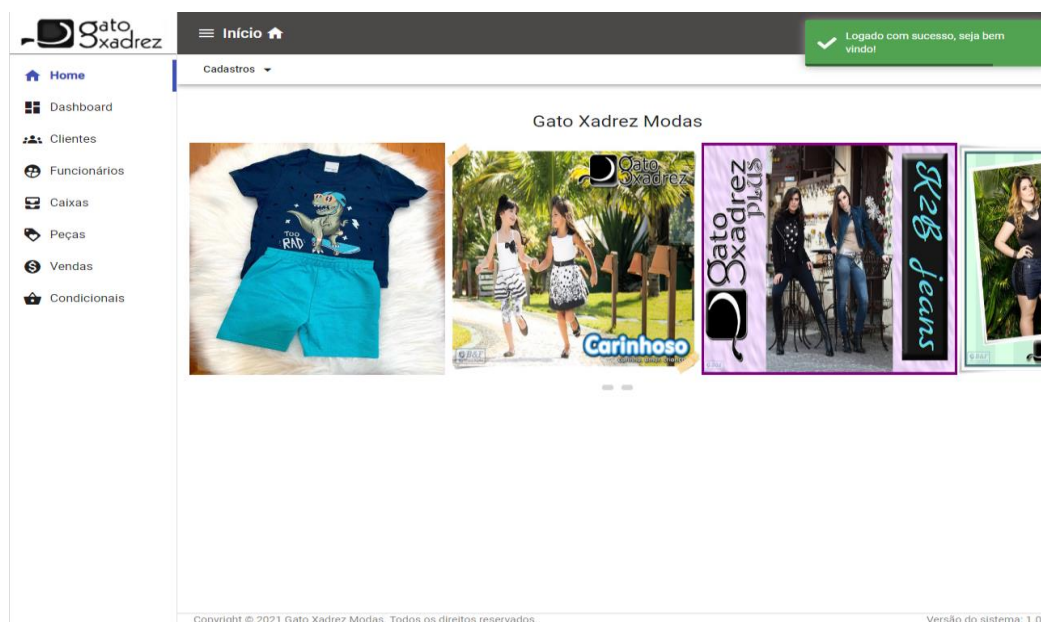 gato
xadrez
Início
Logado com sucesso, seja bem
vindo!
Home
Dashboard
Clientes
Funcionários
Caixas
Peças
Vendas
Condicionais
Cadastros
Gato Xadrez Modas
TOO
RAD
gato
xadrez
Carinhoso
gato
xadrez
PLUS
K2B Jeans
Copyright © 2021 Gato Xadrez Modas. Todos os direitos reservados.
Versão do sistema: 1.0